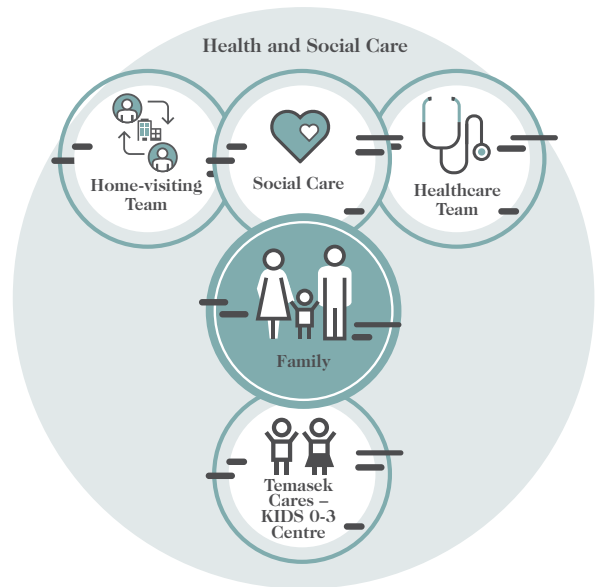 Health and Social Care
Home-visiting
Team
Social Care
Healthcare
Team
Family
Temasek
Cares –
KIDS 0-3
Centre